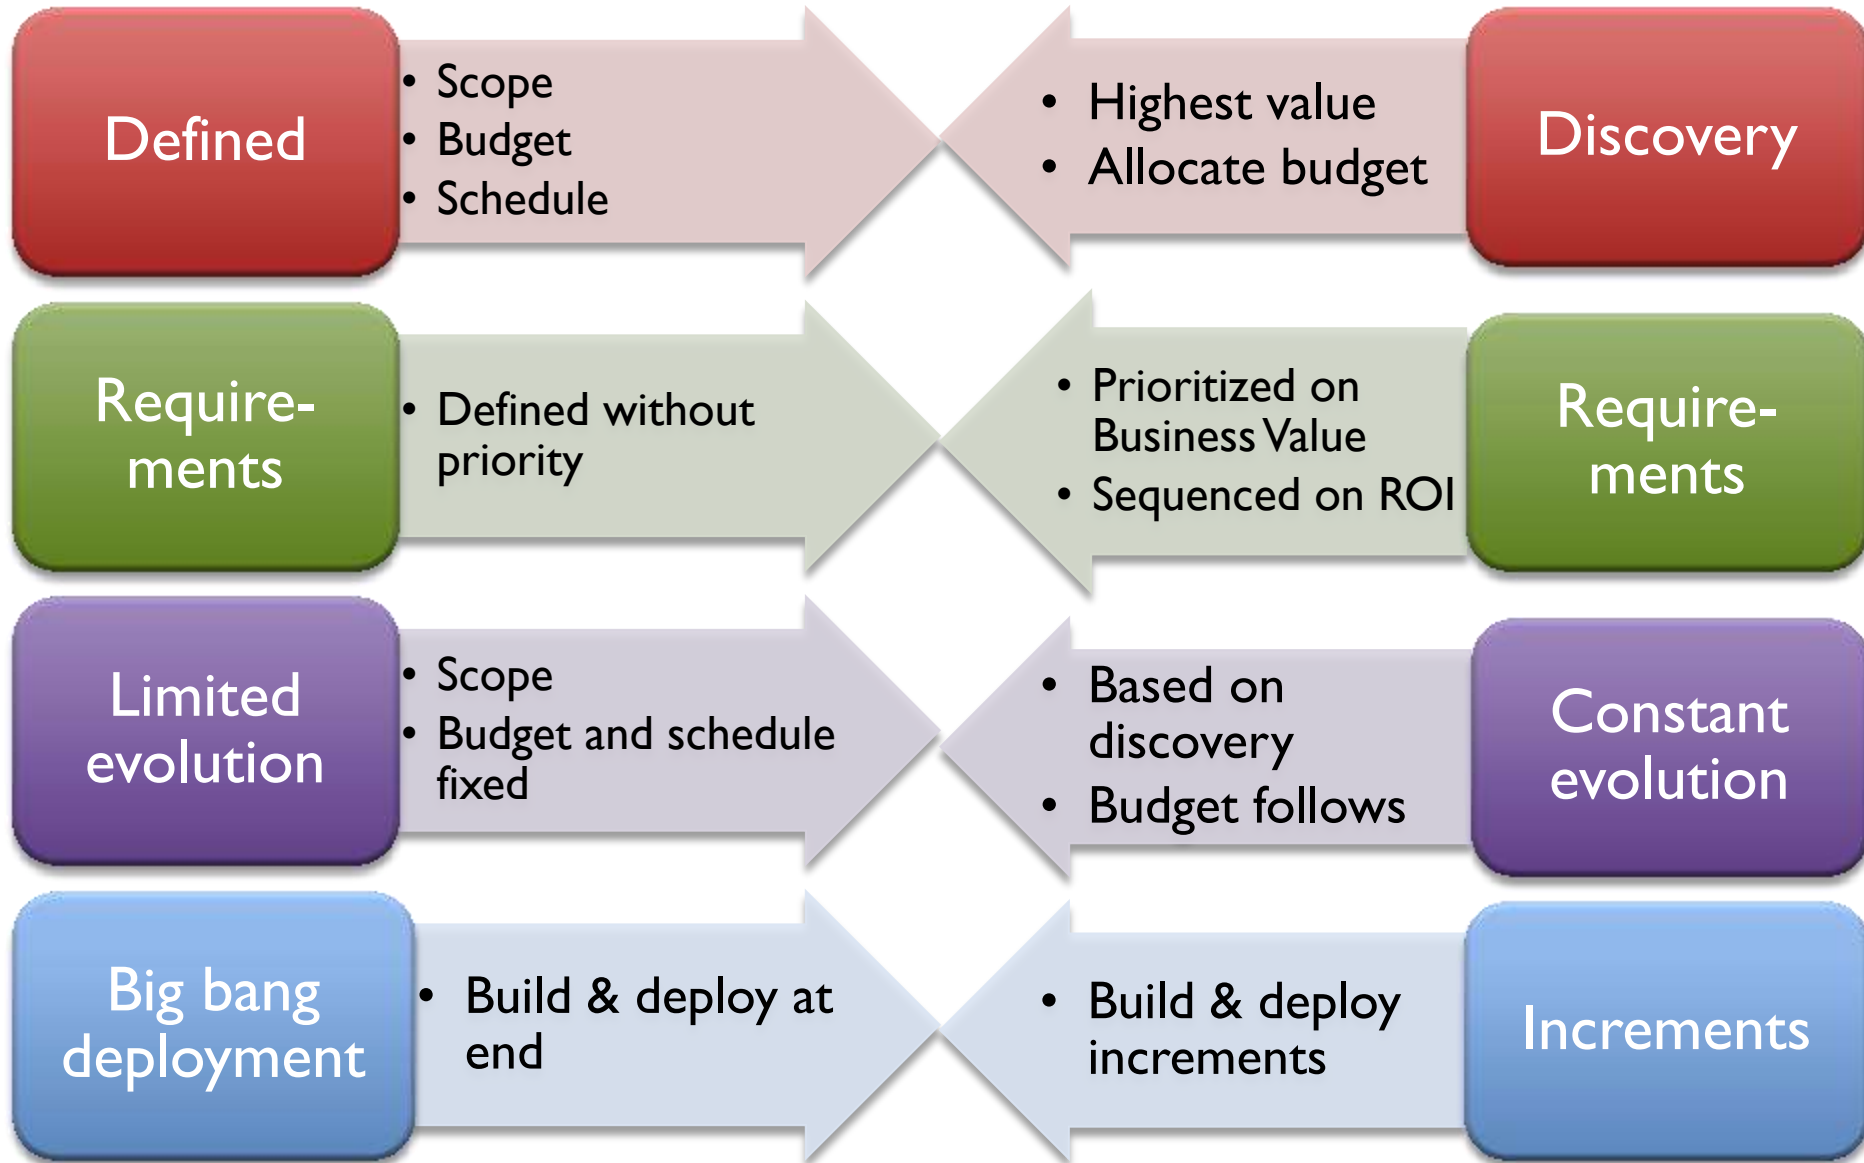 Defined
• Scope
• Budget
• Schedule
• Highest value
• Allocate budget
Discovery
Require-
ments
• Defined without
priority
• Prioritized on
Business Value
• Sequenced on ROI
Require-
ments
Limited
evolution
• Scope
• Budget and schedule
fixed
• Based on
discovery
• Budget follows
Constant
evolution
Big bang
deployment
• Build & deploy at
end
• Build & deploy
increments
Increments